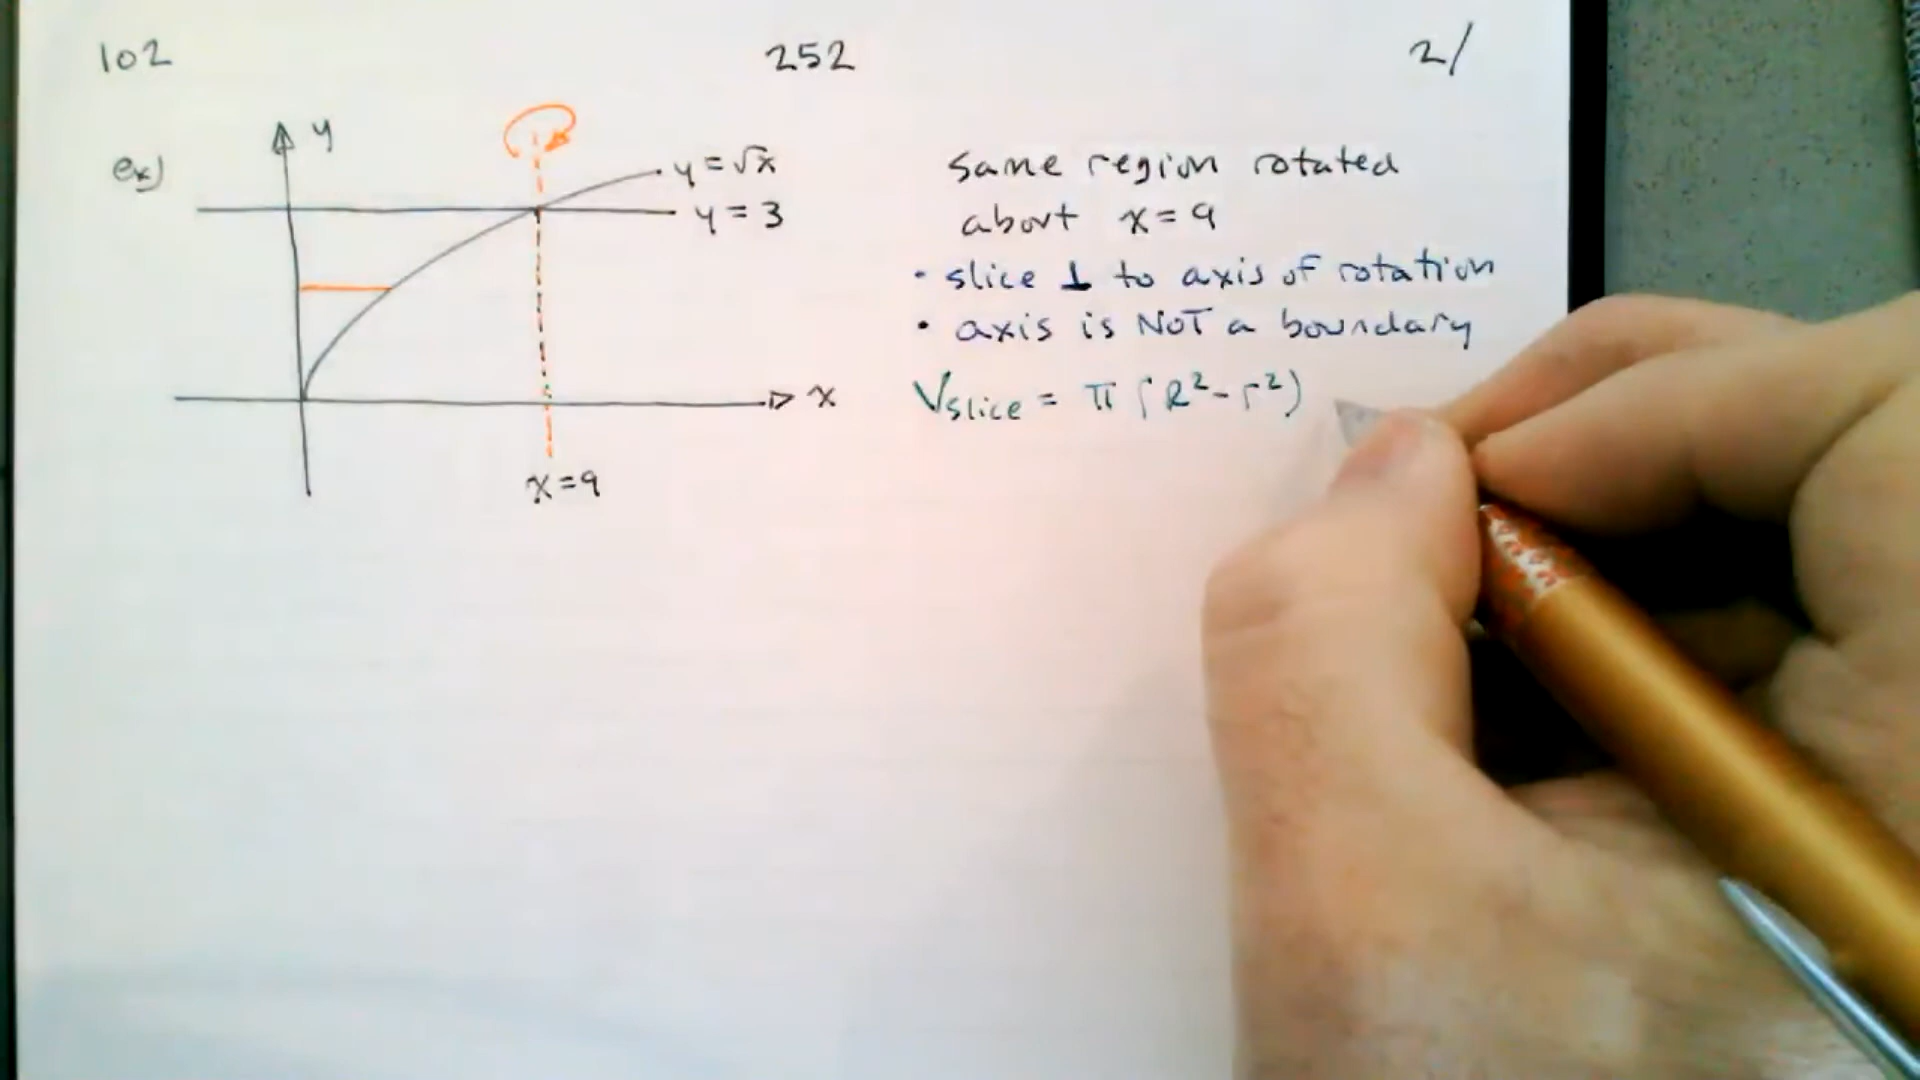 102 252 2/
ex)
y
y = √x
y = 3
x
x = 9
Same region rotated
about x = 9
• slice ⊥ to axis of rotation
• axis is NOT a boundary
Vslice = π (R² - r²)